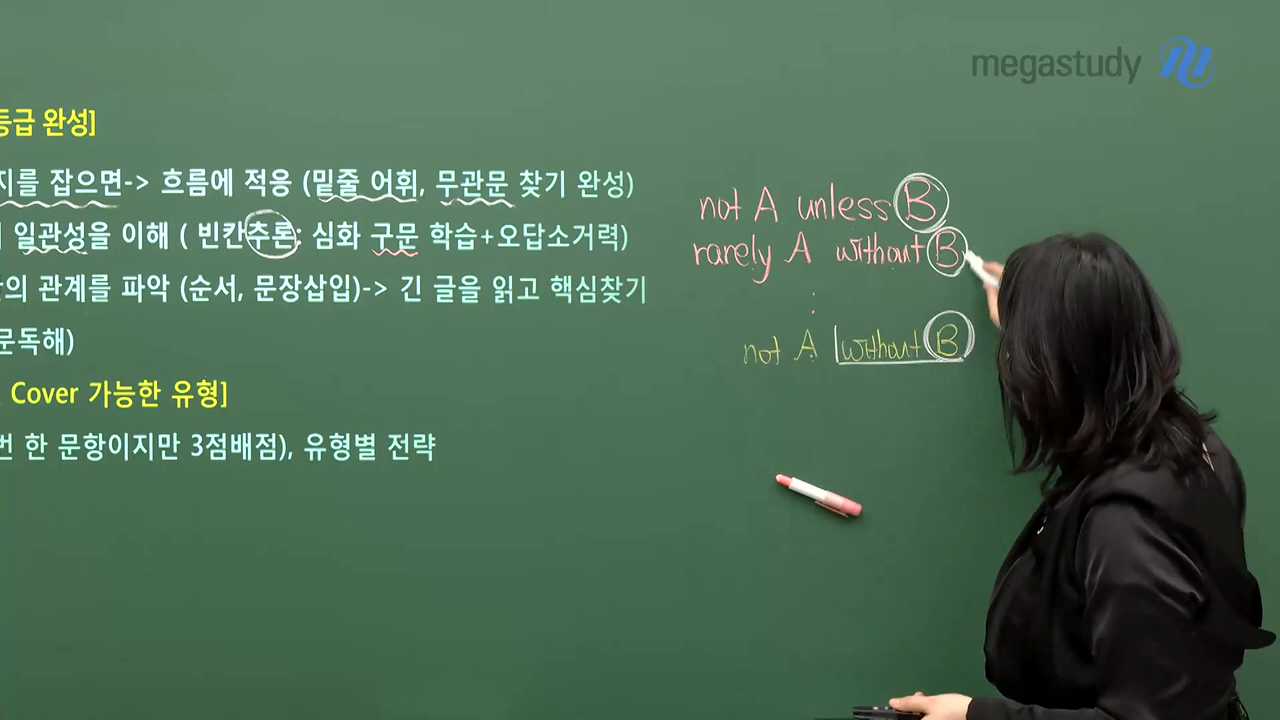 megastudy
등급 완성]
지를 잡으면-> 흐름에 적응 (밑줄 어휘, 무관문 찾기 완성)
일관성을 이해 ( 빈칸추론: 심화 구문 학습+오답소거력)
의 관계를 파악 (순서, 문장삽입)-> 긴 글을 읽고 핵심찾기
문독해)
Cover 가능한 유형]
번 한 문항이지만 3점배점), 유형별 전략
not A unless B
rarely A without B
not A without B